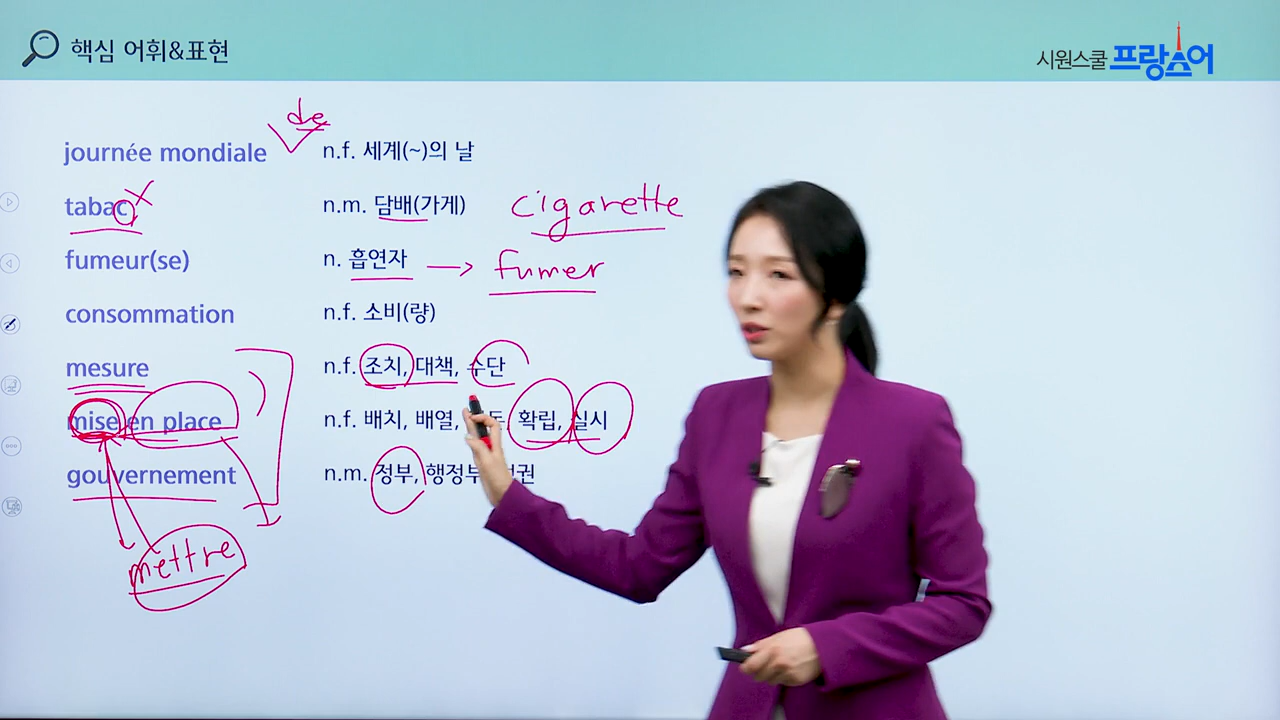 핵심 어휘&표현
시원스쿨 프랑스어
de
journée mondiale n.f. 세계(~)의 날
tabac x n.m. 담배(가게) cigarette
fumeur(se) n. 흡연자 → fumer
consommation n.f. 소비(량)
mesure n.f. 조치, 대책, 수단
mise en place n.f. 배치, 배열, 확립, 실시
gouvernement n.m. 정부, 행정부
mettre